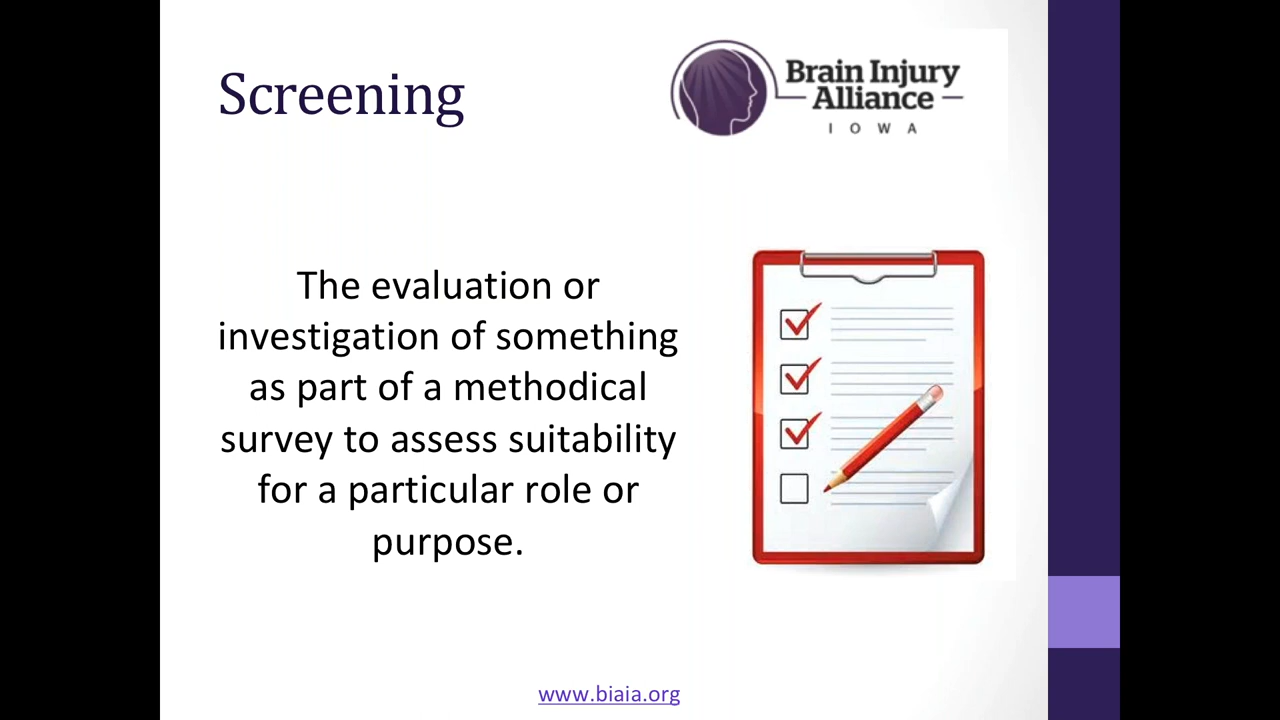 Screening
Brain Injury
Alliance
IOWA
The evaluation or
investigation of something
as part of a methodical
survey to assess suitability
for a particular role or
purpose.
www.biaia.org